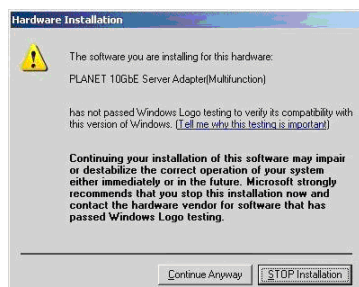 Hardware Installation
The software you are installing for this hardware:
PLANET 10GbE Server Adapter(Multifunction)
has not passed Windows Logo testing to verify its compatibility with
this version of Windows. (Tell me why this testing is important)
Continuing your installation of this software may impair
or destabilize the correct operation of your system
either immediately or in the future. Microsoft strongly
recommends that you stop this installation now and
contact the hardware vendor for software that has
passed Windows Logo testing.
Continue Anyway
STOP Installation